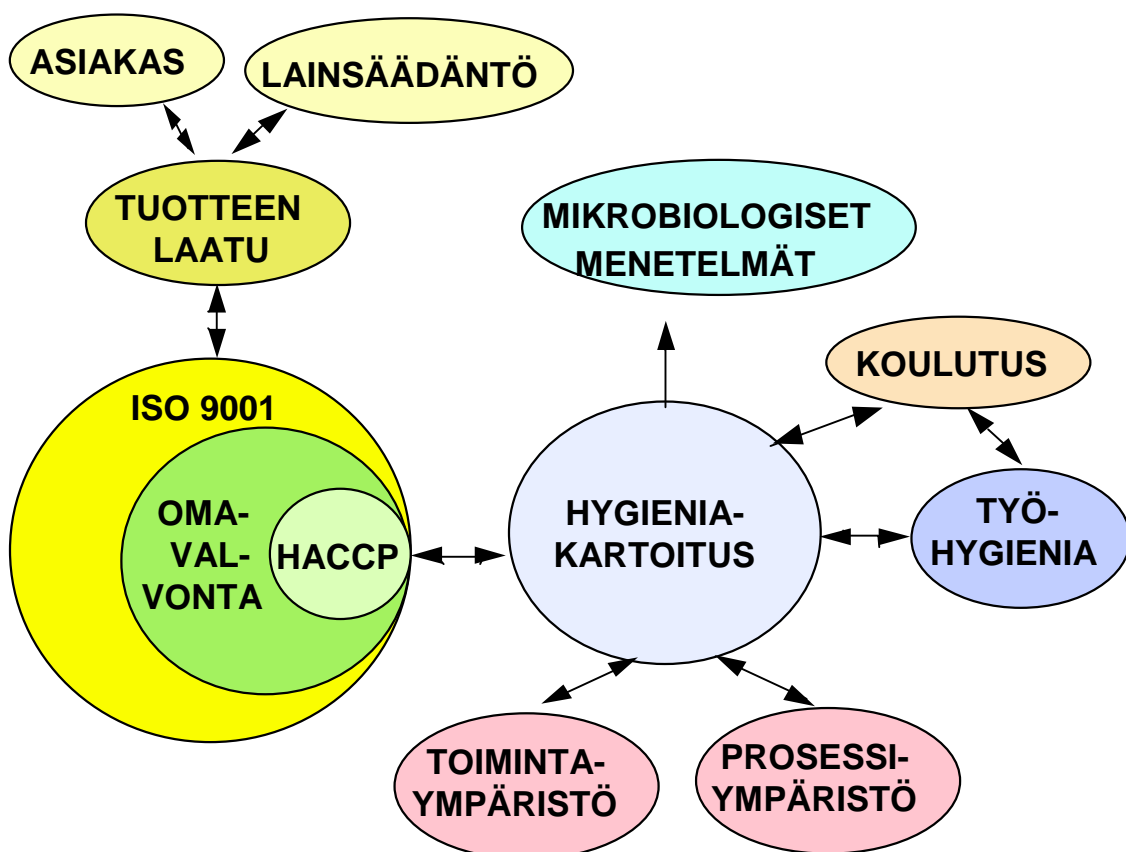 ASIAKAS
LAINSÄÄDÄNTÖ
TUOTTEEN
LAATU
MIKROBIOLOGISET
MENETELMÄT
KOULUTUS
ISO 9001
OMA-
VAL-
VONTA
HACCP
HYGIENIA-
KARTOITUS
TYÖ-
HYGIENIA
TOIMINTA-
YMPÄRISTÖ
PROSESSI-
YMPÄRISTÖ